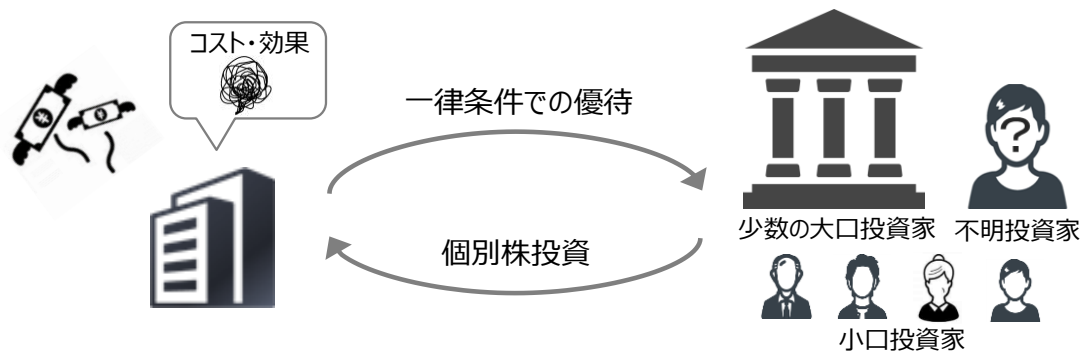 コスト・効果
一律条件での優待
?
少数の大口投資家
不明投資家
個別株投資
小口投資家